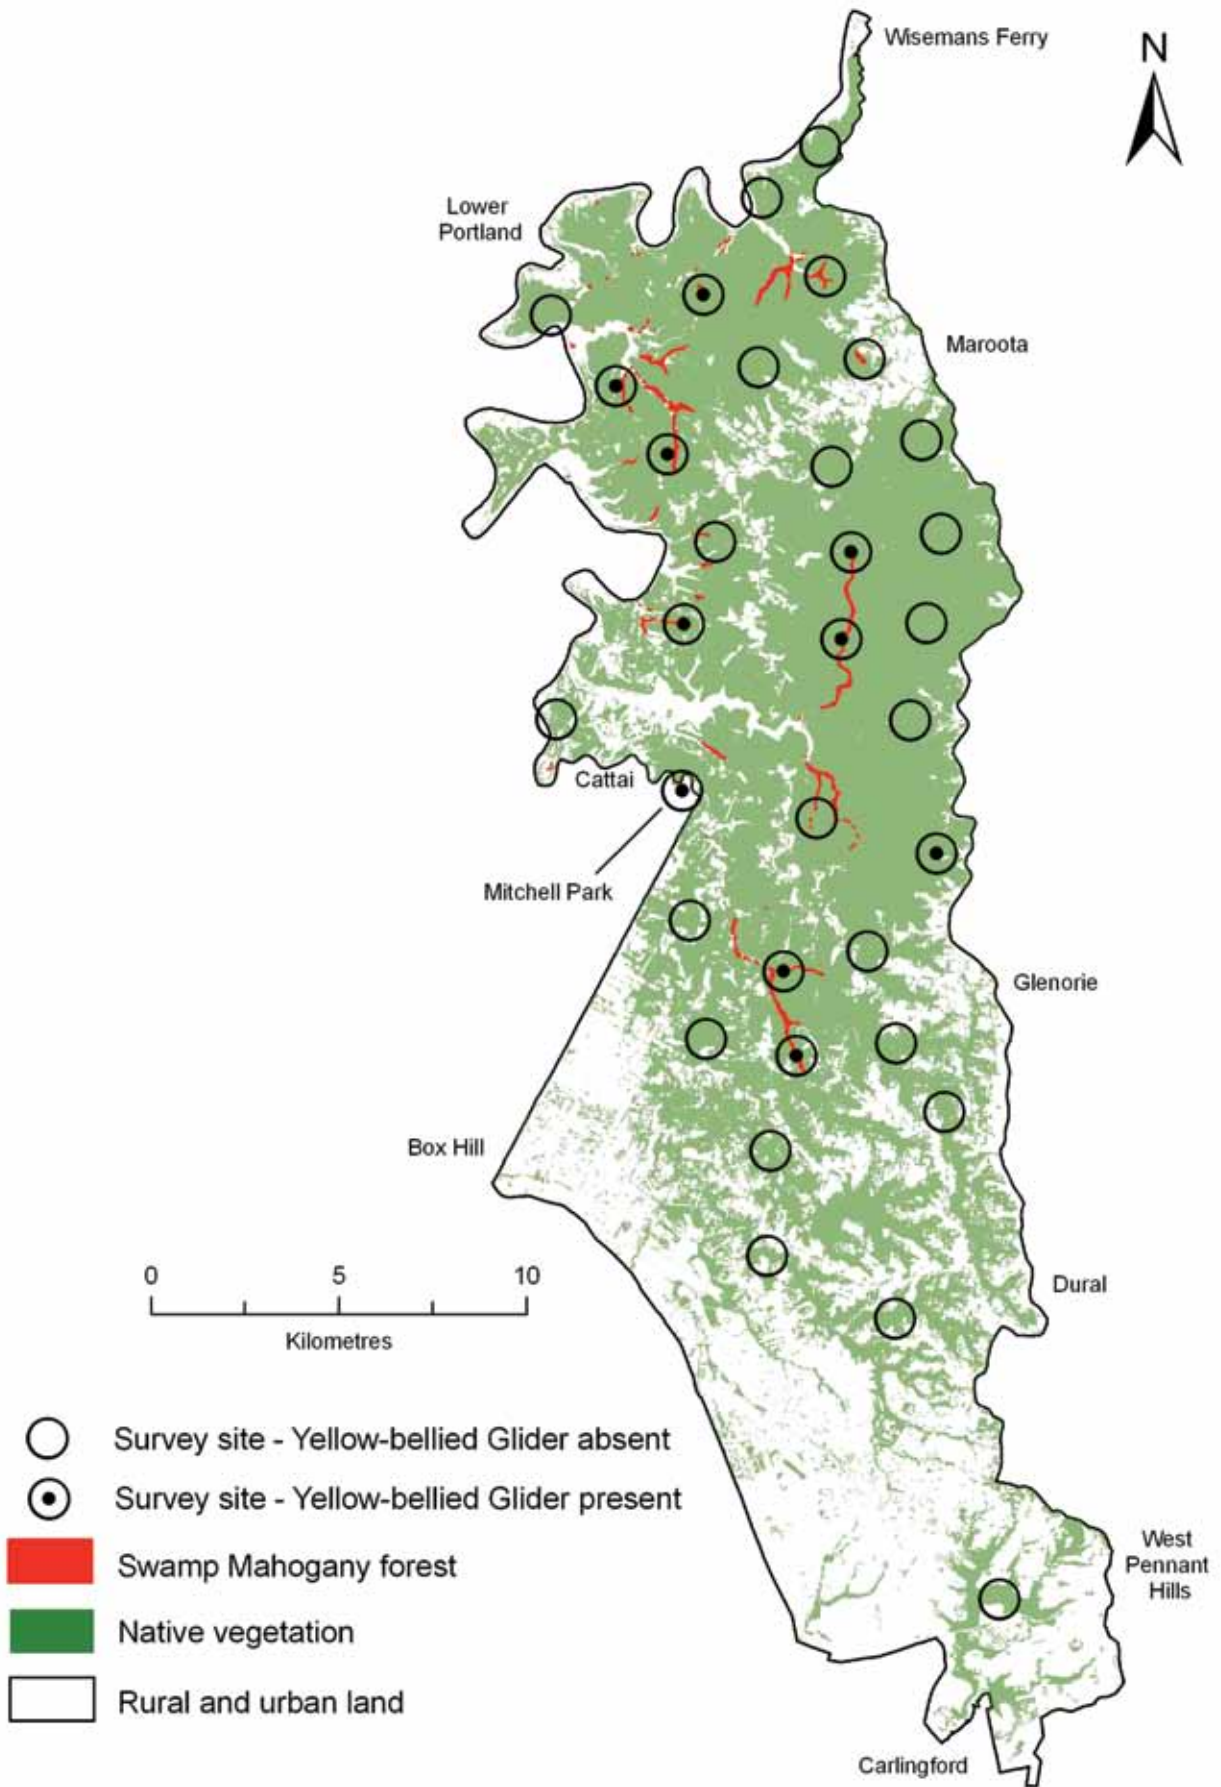 Wisemans Ferry
N
Lower
Portland
Maroota
Cattai
Mitchell Park
Glenorie
Box Hill
0 5 10
Kilometres
Dural
Survey site - Yellow-bellied Glider absent
Survey site - Yellow-bellied Glider present
Swamp Mahogany forest
Native vegetation
Rural and urban land
West
Pennant
Hills
Carlingford